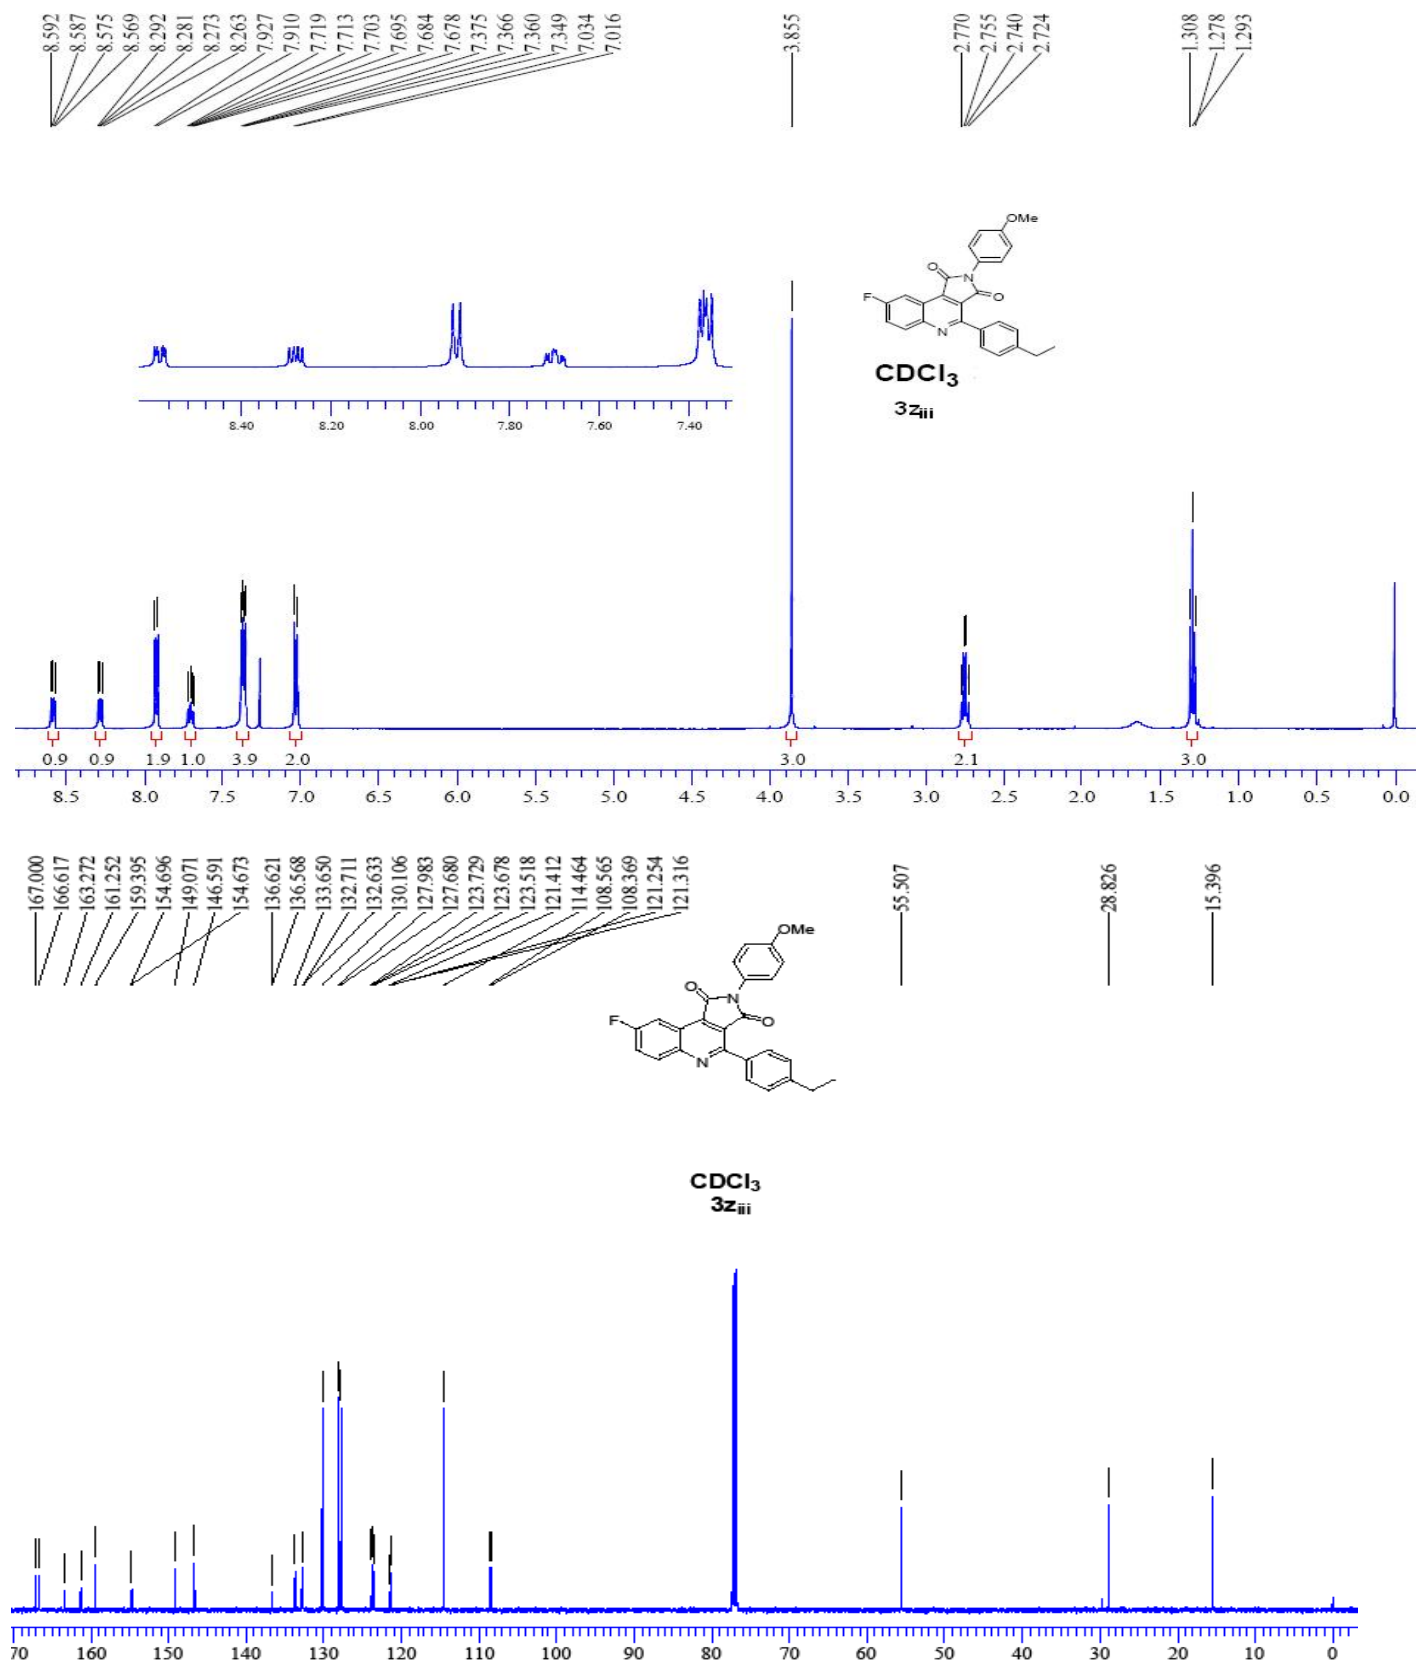 8.592 8.587 8.575 8.569 8.292 8.281 8.273 8.263 7.927 7.910 7.719 7.713 7.703 7.695 7.684 7.678 7.375 7.366 7.360 7.349 7.034 7.016 3.855 2.770 2.755 2.740 2.724 1.308 1.278 1.293
OMe
O
N
F
O
N
CDCl3
3ziii
8.40 8.20 8.00 7.80 7.60 7.40
0.9 0.9 1.9 1.0 3.9 2.0 3.0 2.1 3.0
8.5 8.0 7.5 7.0 6.5 6.0 5.5 5.0 4.5 4.0 3.5 3.0 2.5 2.0 1.5 1.0 0.5 0.0
167.000 166.617 163.272 161.252 159.395 154.696 149.071 146.591 154.673 136.621 136.568 133.650 132.711 132.633 130.106 127.983 127.680 123.729 123.678 123.518 121.412 114.464 108.565 108.369 121.254 121.316 55.507 28.826 15.396
OMe
O
N
F
O
N
CDCl3
3ziii
70 160 150 140 130 120 110 100 90 80 70 60 50 40 30 20 10 0